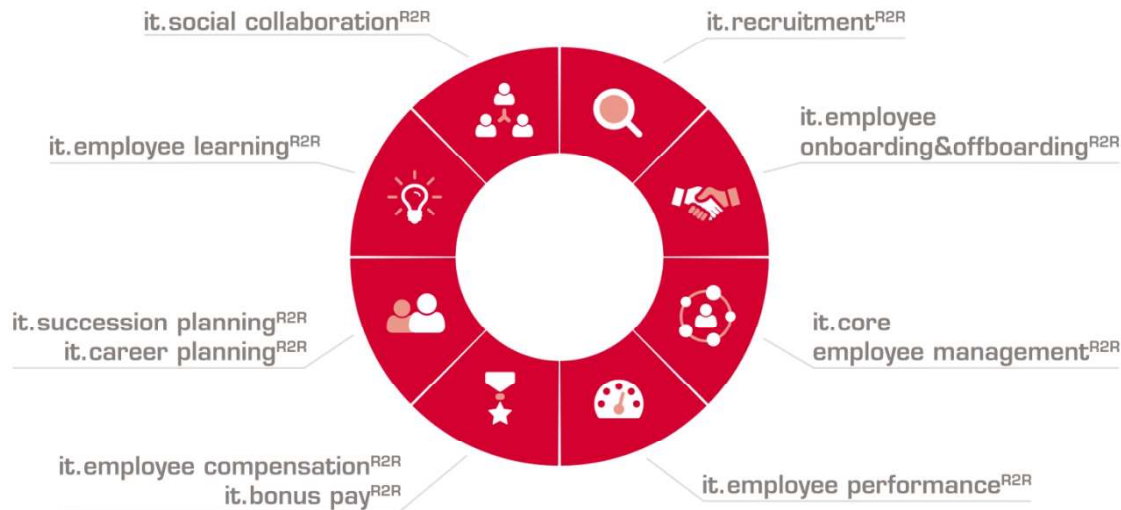 it.social collaborationR2R
it.recruitmentR2R
it.employee learningR2R
it.employee
onboarding&offboardingR2R
it.succession planningR2R
it.career planningR2R
it.core
employee managementR2R
it.employee compensationR2R
it.bonus payR2R
it.employee performanceR2R